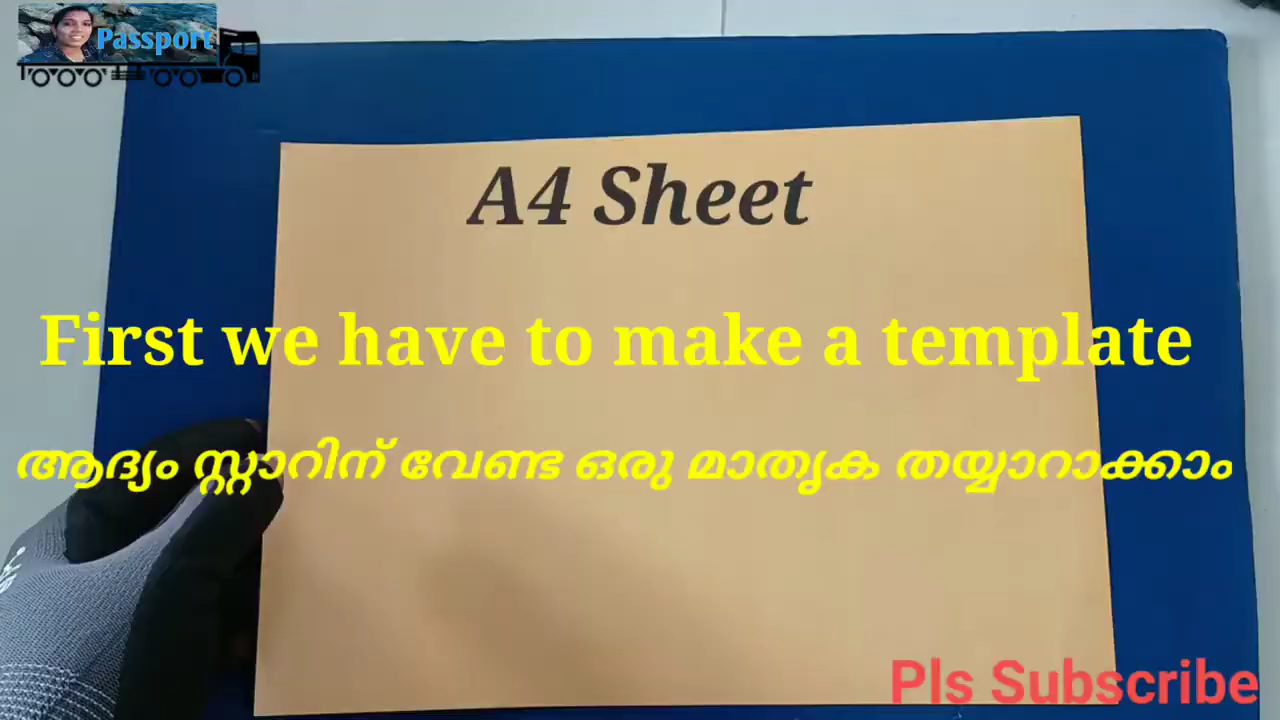 Passport
A4 Sheet
First we have to make a template
ആദ്യം സ്റ്റാറിന് വേണ്ട ഒരു മാതൃക തയ്യാറാക്കാം
Pls Subscribe